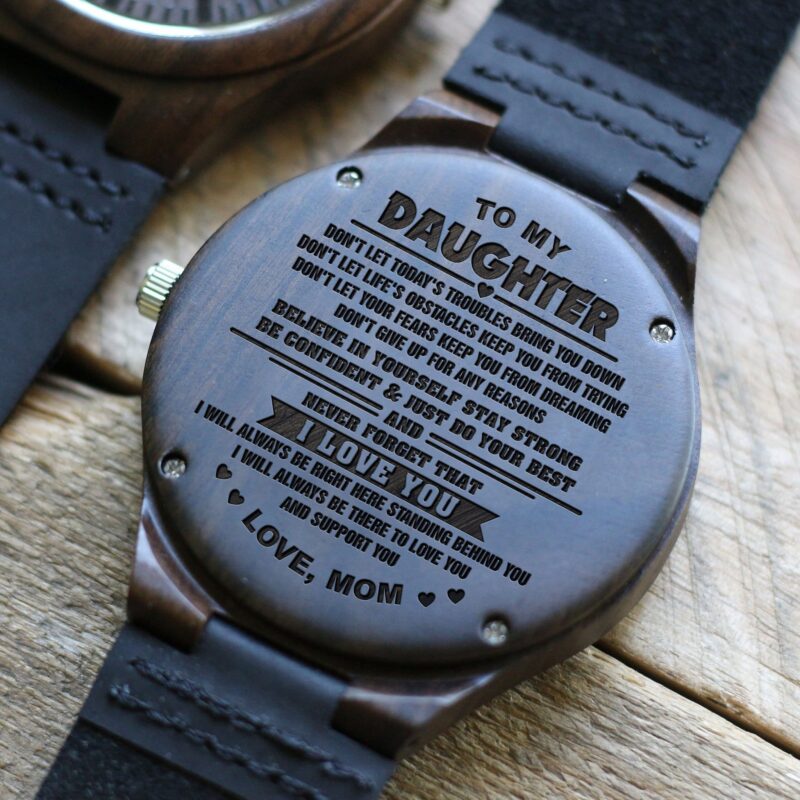 TO MY
DAUGHTER
DON'T LET TODAY'S TROUBLES BRING YOU DOWN
DON'T LET LIFE'S OBSTACLES KEEP YOU FROM TRYING
DON'T LET YOUR FEARS KEEP YOU FROM DREAMING
DON'T GIVE UP FOR ANY REASONS
BELIEVE IN YOURSELF STAY STRONG
BE CONFIDENT & JUST DO YOUR BEST
AND
NEVER FORGET THAT
I LOVE YOU
I WILL ALWAYS BE RIGHT HERE STANDING BEHIND YOU
I WILL ALWAYS BE THERE TO LOVE YOU
AND SUPPORT YOU
LOVE, MOM